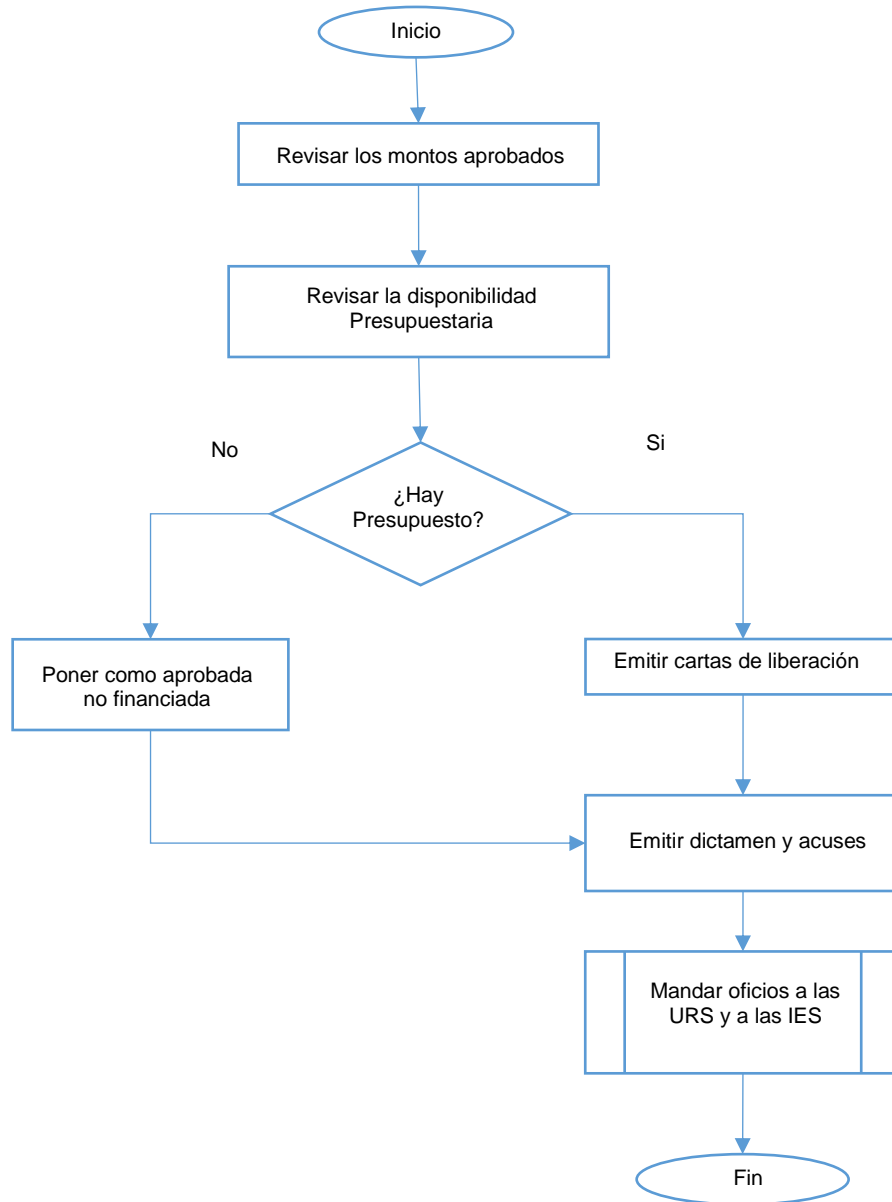 Inicio
Revisar los montos aprobados
Revisar la disponibilidad
Presupuestaria
No
Si
¿Hay
Presupuesto?
Poner como aprobada
no financiada
Emitir cartas de liberación
Emitir dictamen y acuses
Mandar oficios a las
URS y a las IES
Fin